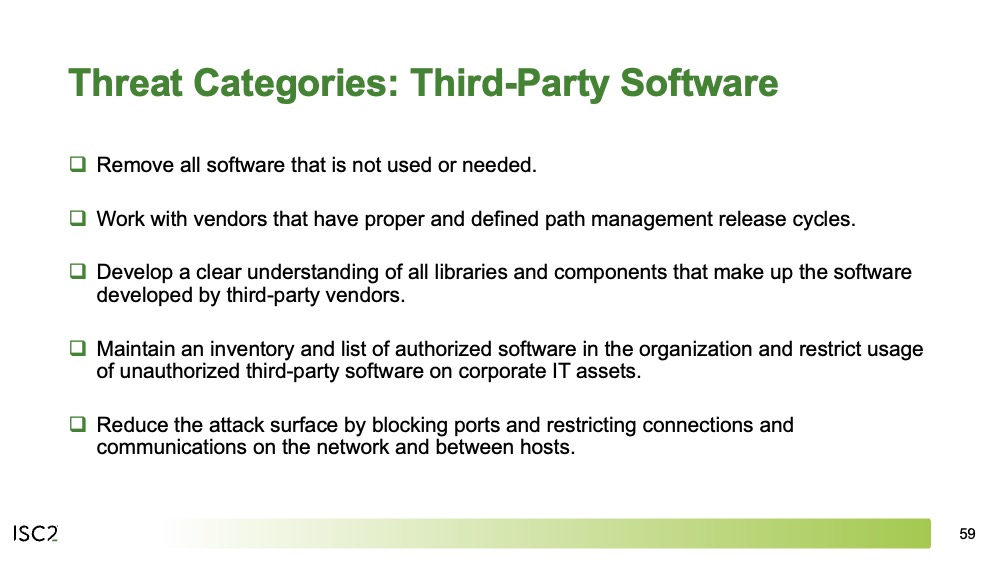 Threat Categories: Third-Party Software
Remove all software that is not used or needed.
Work with vendors that have proper and defined path management release cycles.
Develop a clear understanding of all libraries and components that make up the software
developed by third-party vendors.
Maintain an inventory and list of authorized software in the organization and restrict usage
of unauthorized third-party software on corporate IT assets.
Reduce the attack surface by blocking ports and restricting connections and
communications on the network and between hosts.
ISC2
59